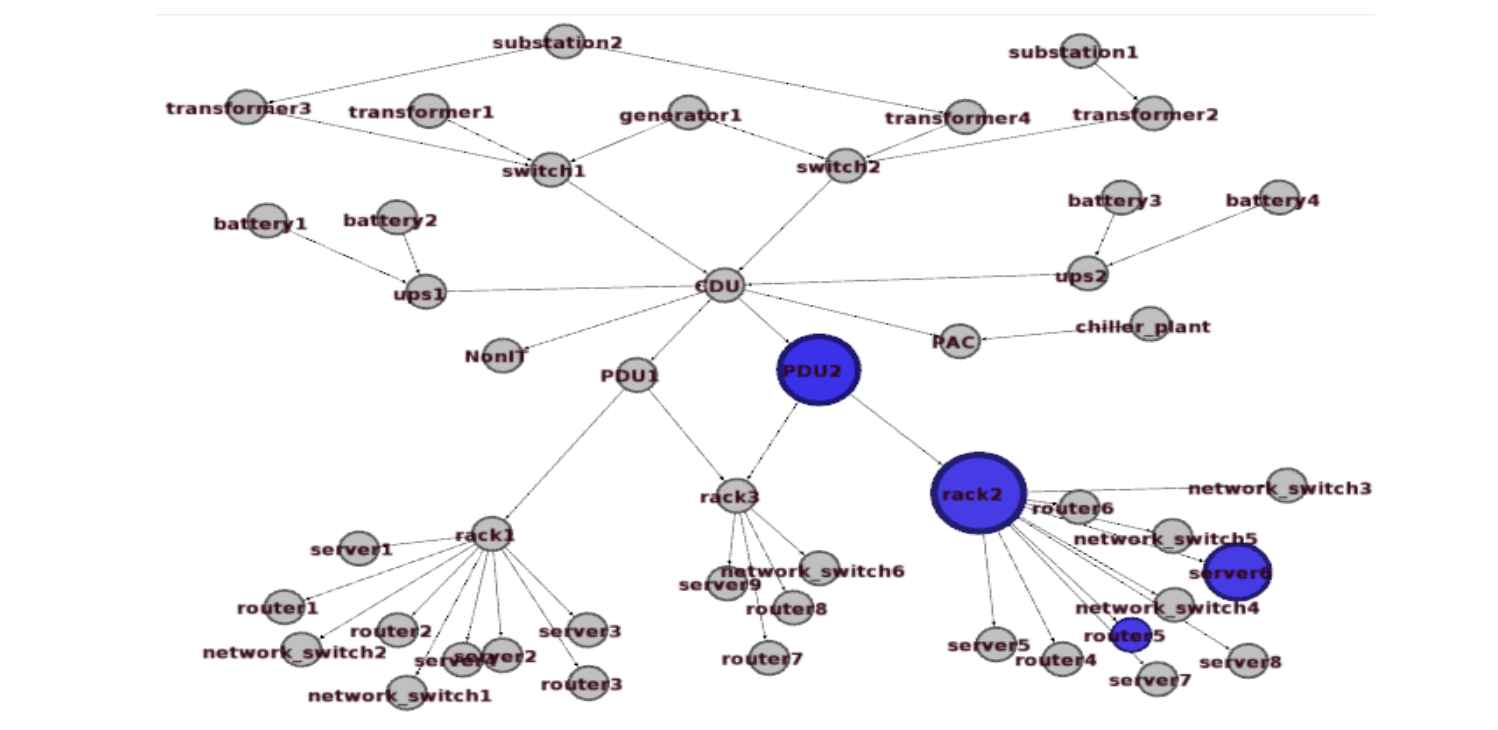 substation2
substation1
transformer3
transformer1
generator1
transformer4
transformer2
switch1
switch2
battery1
battery2
battery3
battery4
ups1
CDU
ups2
NonIT
PDU1
PDU2
PAC
chiller_plant
rack3
rack2
network_switch3
router6
network_switch5
server1
rack1
server9
network_switch6
server6
router1
router8
network_switch4
network_switch2
router2
server2
server3
router7
server5
router4
router5
server7
server8
network_switch1
router3